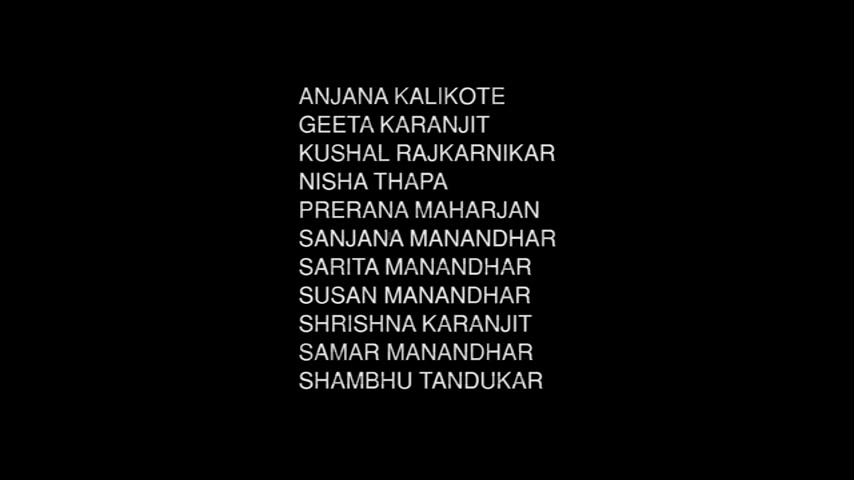 ANJANA KALIKOTE
GEETA KARANJIT
KUSHAL RAJKARNIKAR
NISHA THAPA
PRERANA MAHARJAN
SANJANA MANANDHAR
SARITA MANANDHAR
SUSAN MANANDHAR
SHRISHNA KARANJIT
SAMAR MANANDHAR
SHAMBHU TANDUKAR